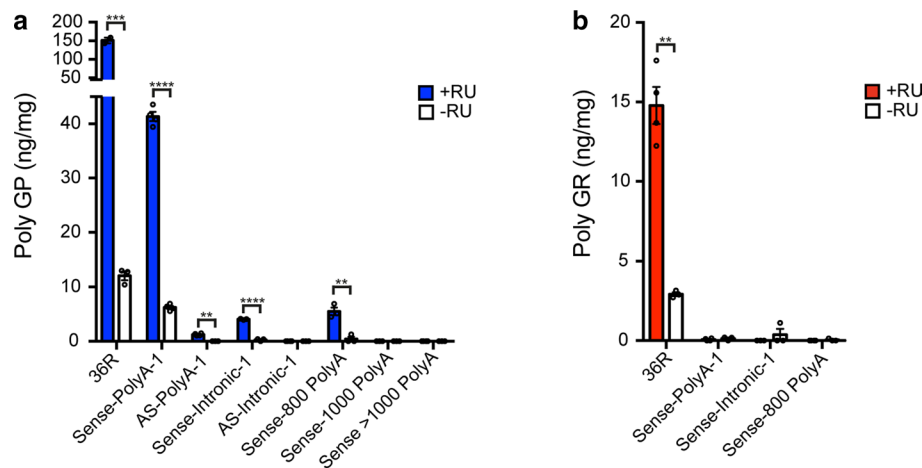 a
Poly GP (ng/mg)
200
150
100
50
40
30
20
10
0
***
****
**
****
**
+RU
-RU
36R
Sense-PolyA-1
AS-PolyA-1
Sense-Intronic-1
AS-Intronic-1
Sense-800 PolyA
Sense-1000 PolyA
Sense >1000 PolyA
b
Poly GR (ng/mg)
20
15
10
5
0
**
+RU
-RU
36R
Sense-PolyA-1
Sense-Intronic-1
Sense-800 PolyA